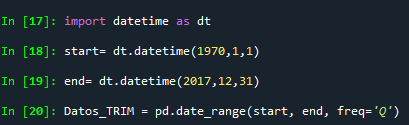 In [17]: import datetime as dt
In [18]: start= dt.datetime(1970,1,1)
In [19]: end= dt.datetime(2017,12,31)
In [20]: Datos_TRIM = pd.date_range(start, end, freq='Q')